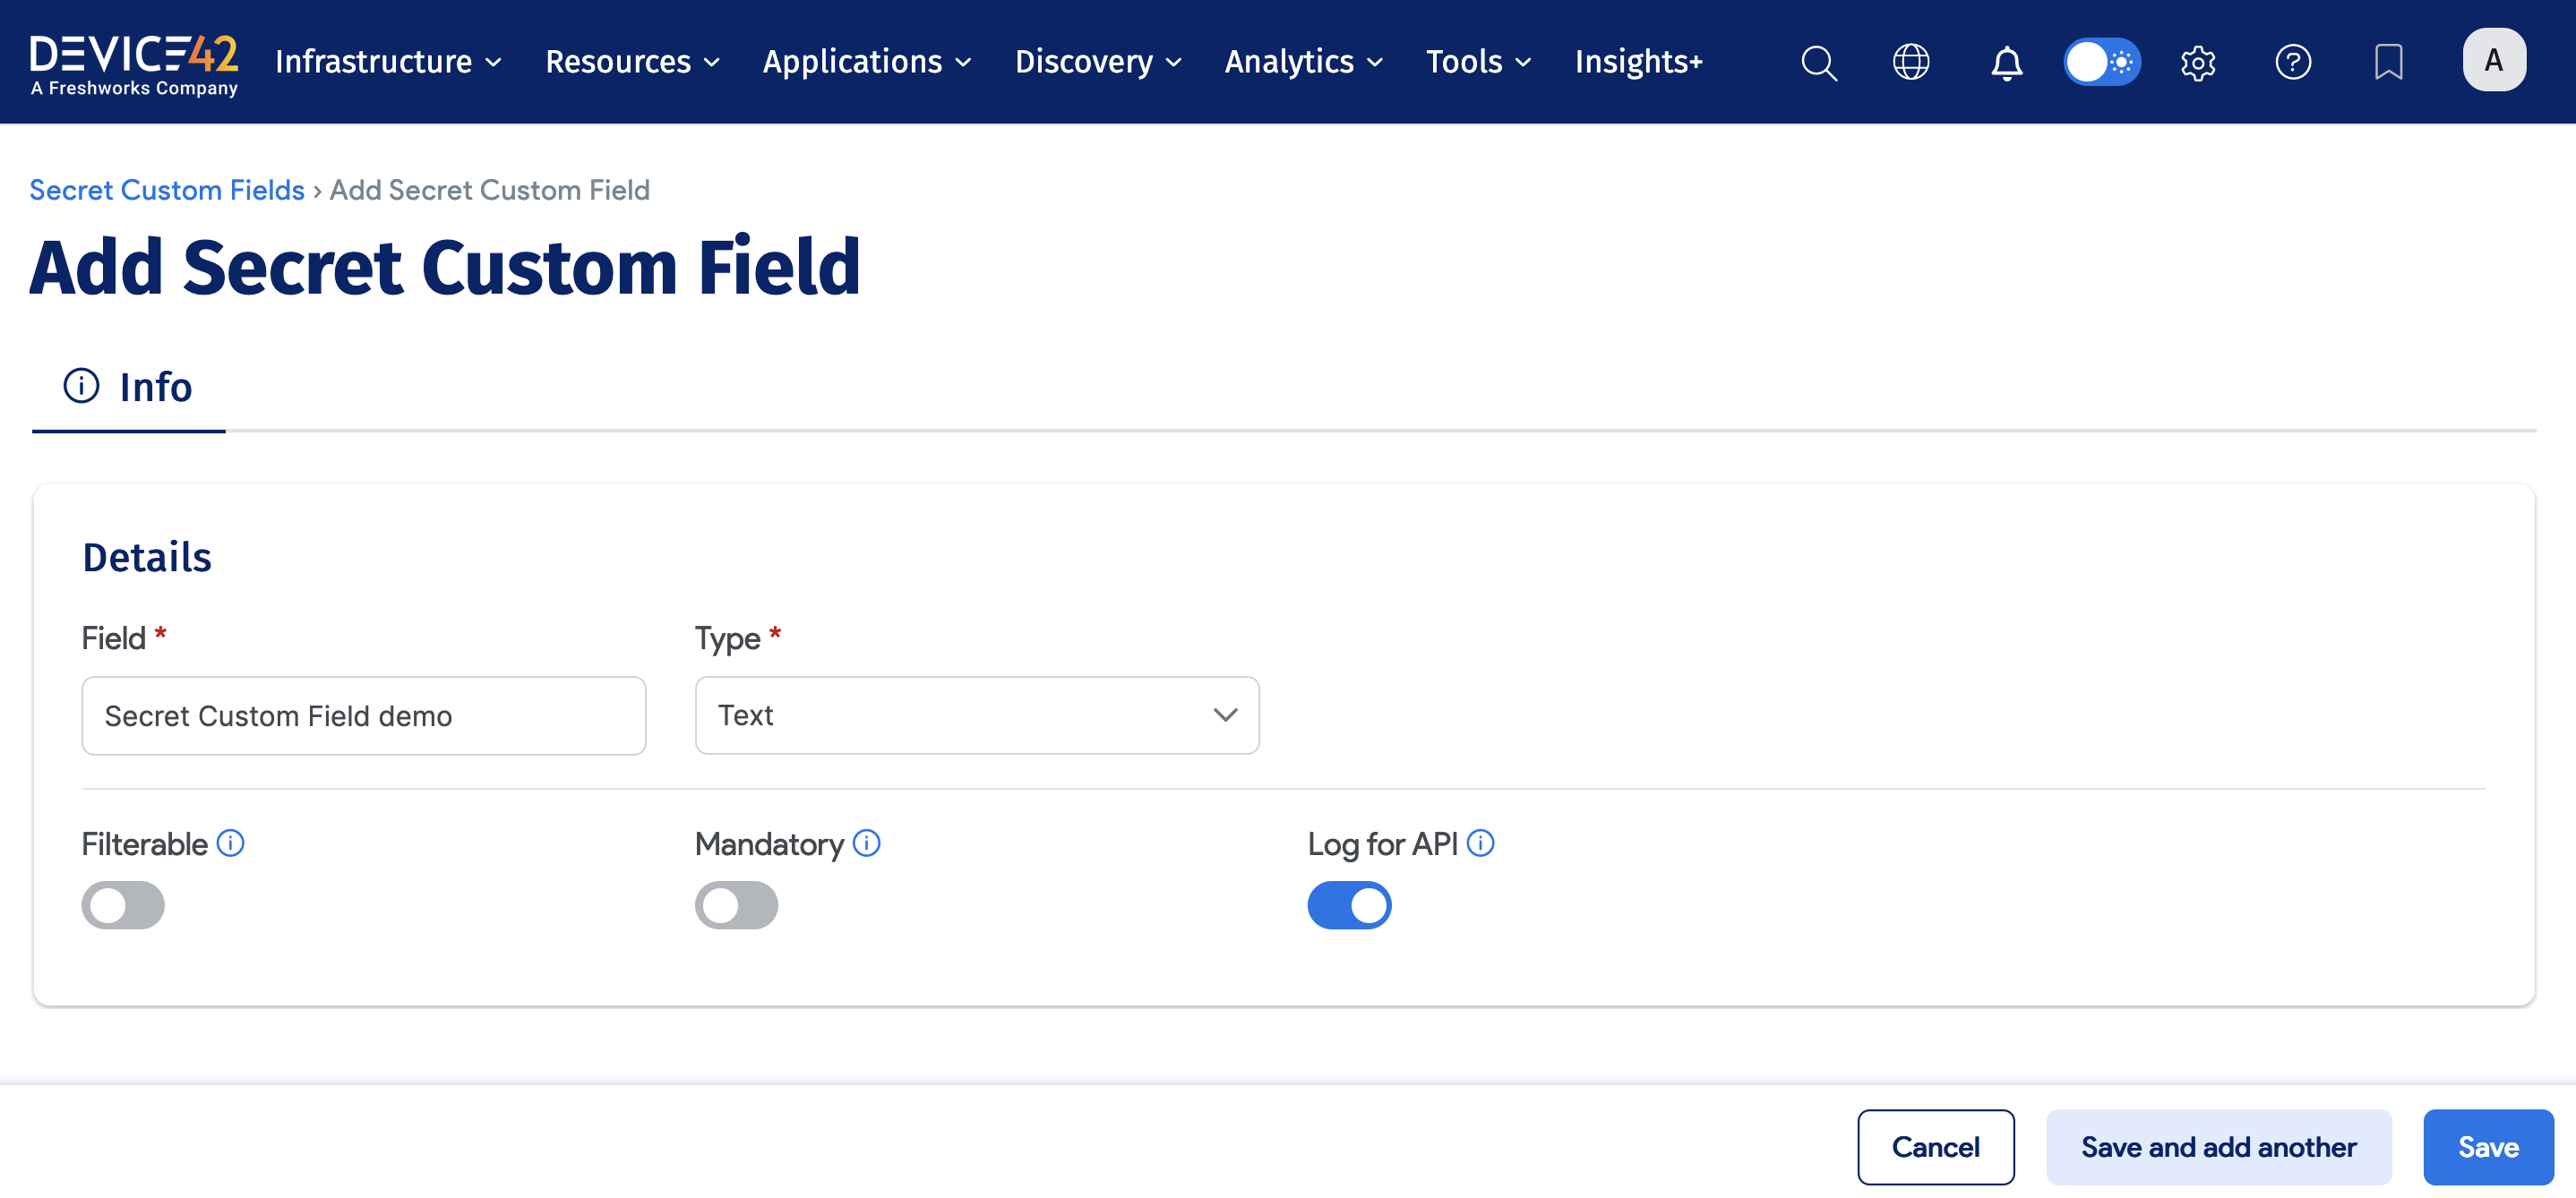 DEVICE42
A Freshworks Company
Infrastructure Resources Applications Discovery Analytics Tools Insights+
A
Secret Custom Fields › Add Secret Custom Field
Add Secret Custom Field
Info
Details
Field * Type *
Secret Custom Field demo Text
Filterable Mandatory Log for API
Cancel Save and add another Save